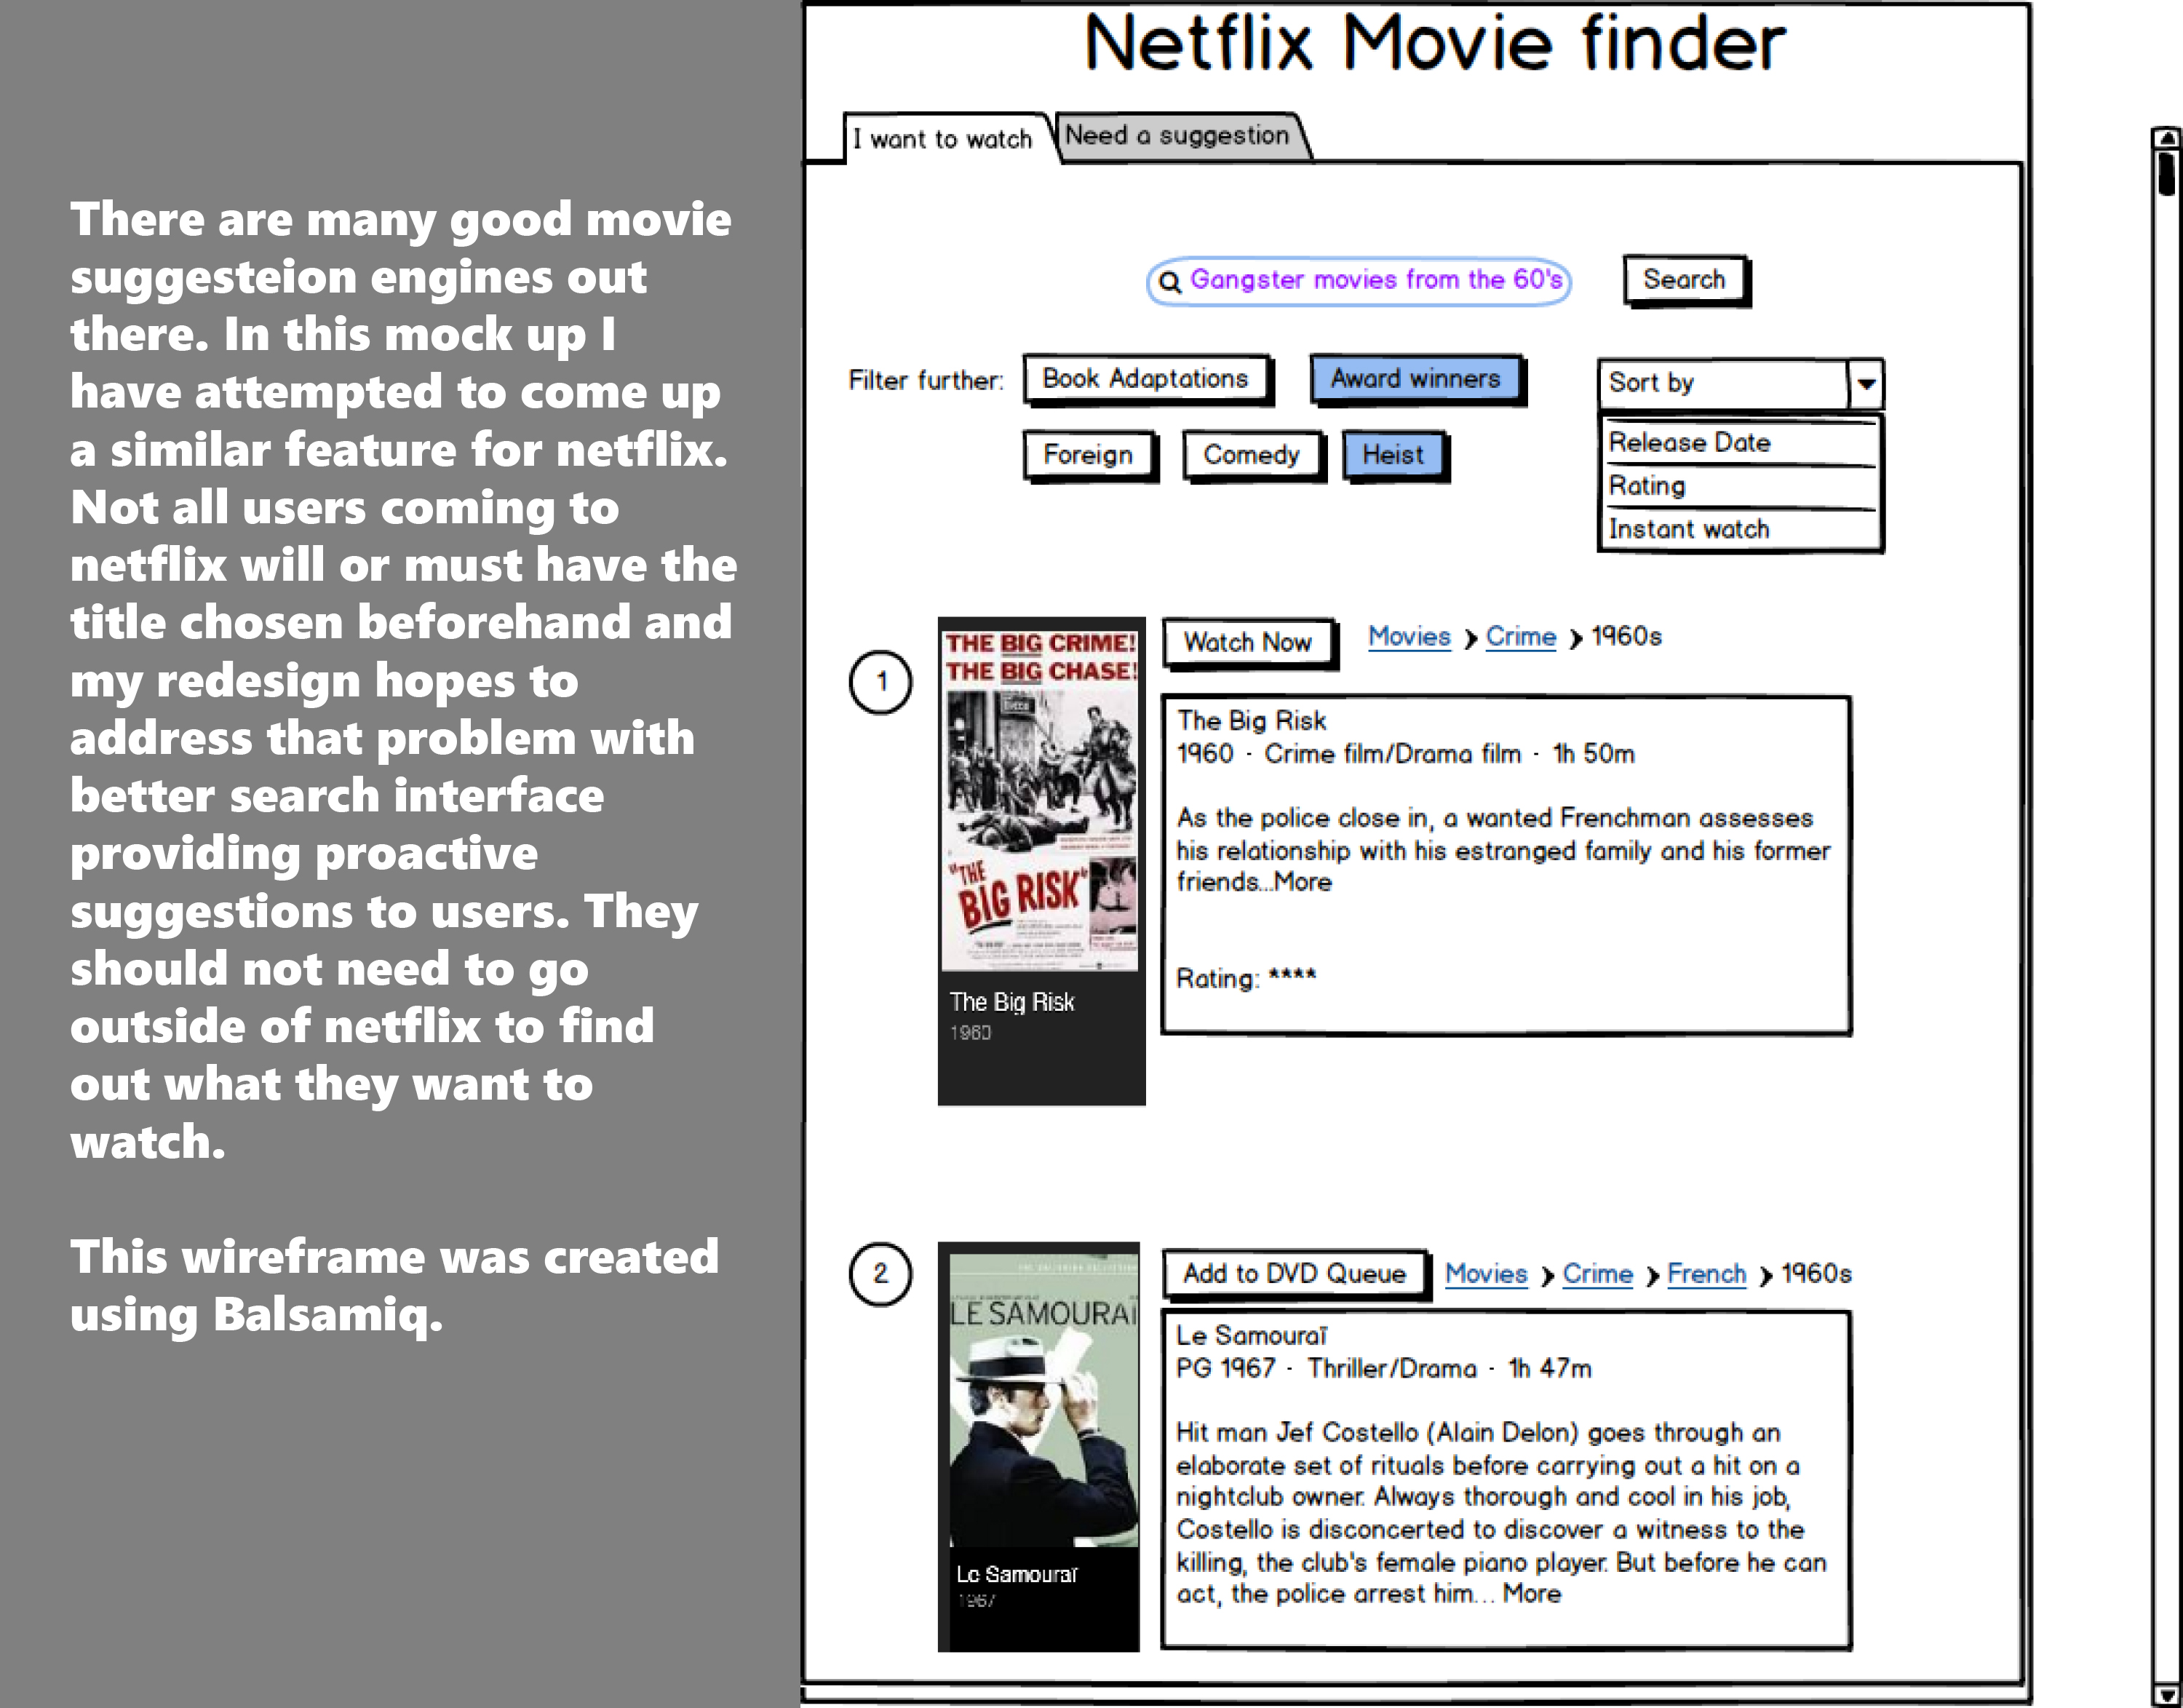 There are many good movie
suggesteion engines out
there. In this mock up I
have attempted to come up
a similar feature for netflix.
Not all users coming to
netflix will or must have the
title chosen beforehand and
my redesign hopes to
address that problem with
better search interface
providing proactive
suggestions to users. They
should not need to go
outside of netflix to find
out what they want to
watch.
This wireframe was created
using Balsamiq.
Netflix Movie finder
I want to watch
Need a suggestion
Gangster movies from the 60's
Search
Filter further:
Book Adaptations
Award winners
Foreign
Comedy
Heist
Sort by
Release Date
Rating
Instant watch
1
THE BIG CRIME!
THE BIG CHASE!
"THE
BIG RISK"
The Big Risk
1960
Watch Now
Movies > Crime > 1960s
The Big Risk
1960 · Crime film/Drama film · 1h 50m
As the police close in, a wanted Frenchman assesses
his relationship with his estranged family and his former
friends...More
Rating: ****
2
LE SAMOURAÏ
Le Samouraï
1967
Add to DVD Queue
Movies > Crime > French > 1960s
Le Samouraï
PG 1967 · Thriller/Drama · 1h 47m
Hit man Jef Costello (Alain Delon) goes through an
elaborate set of rituals before carrying out a hit on a
nightclub owner. Always thorough and cool in his job,
Costello is disconcerted to discover a witness to the
killing, the club's female piano player. But before he can
act, the police arrest him... More